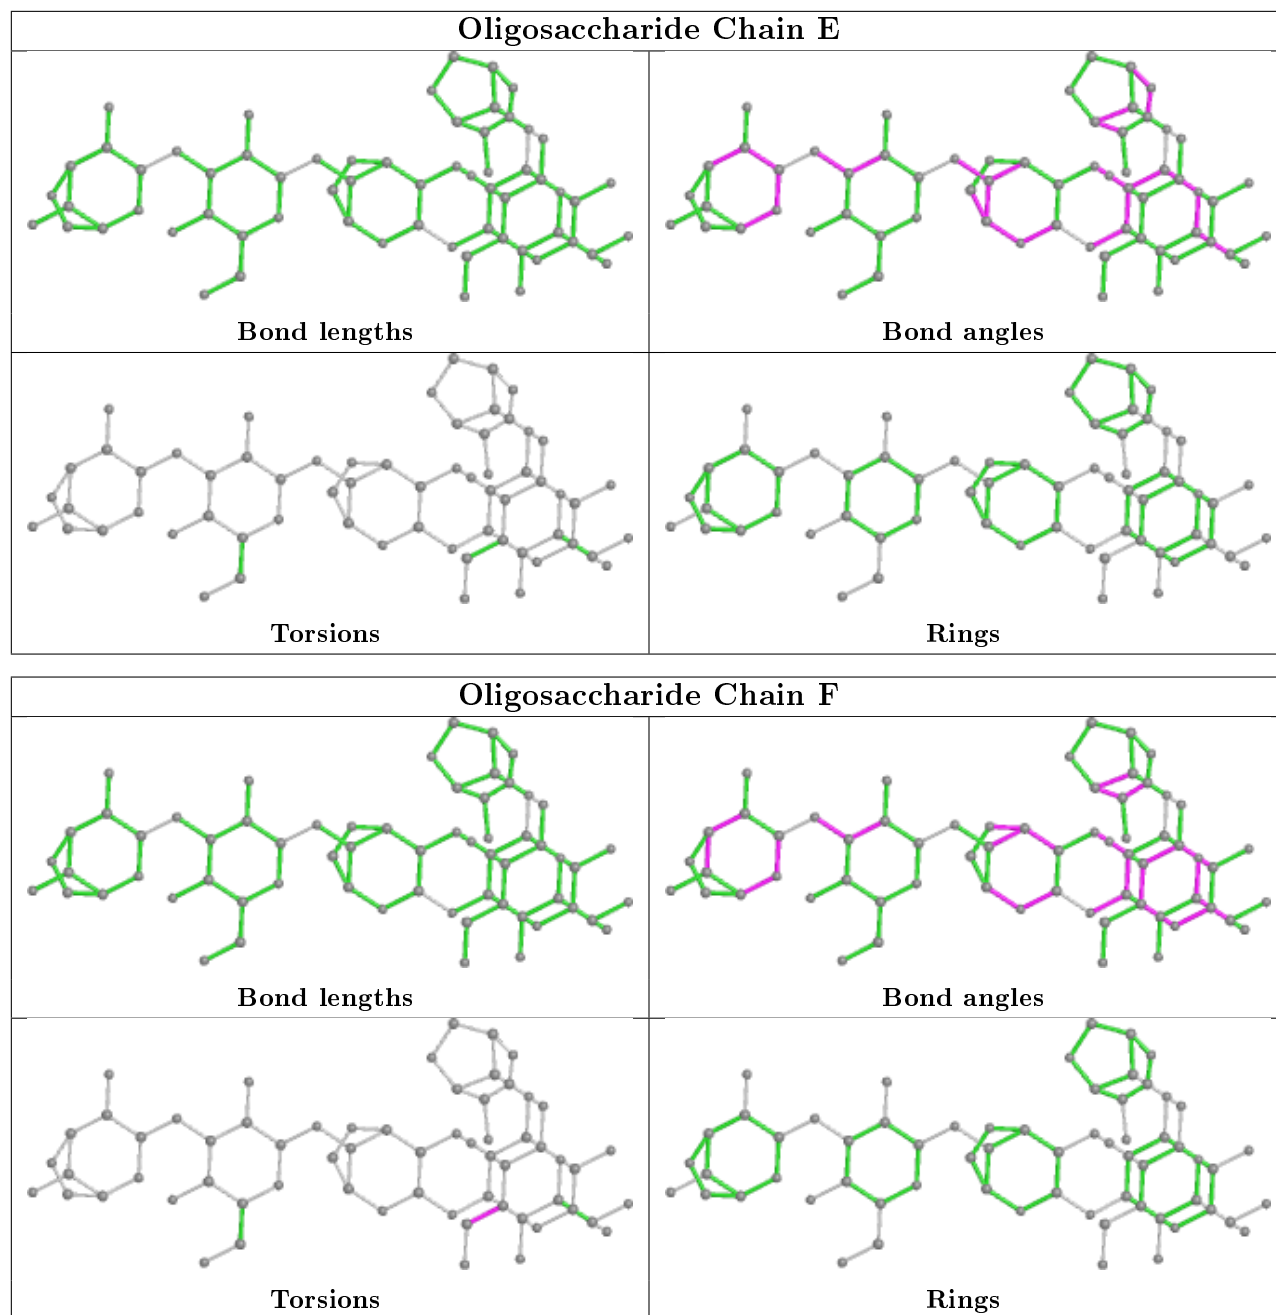 Oligosaccharide Chain E
Bond lengths
Bond angles
Torsions
Rings
Oligosaccharide Chain F
Bond lengths
Bond angles
Torsions
Rings